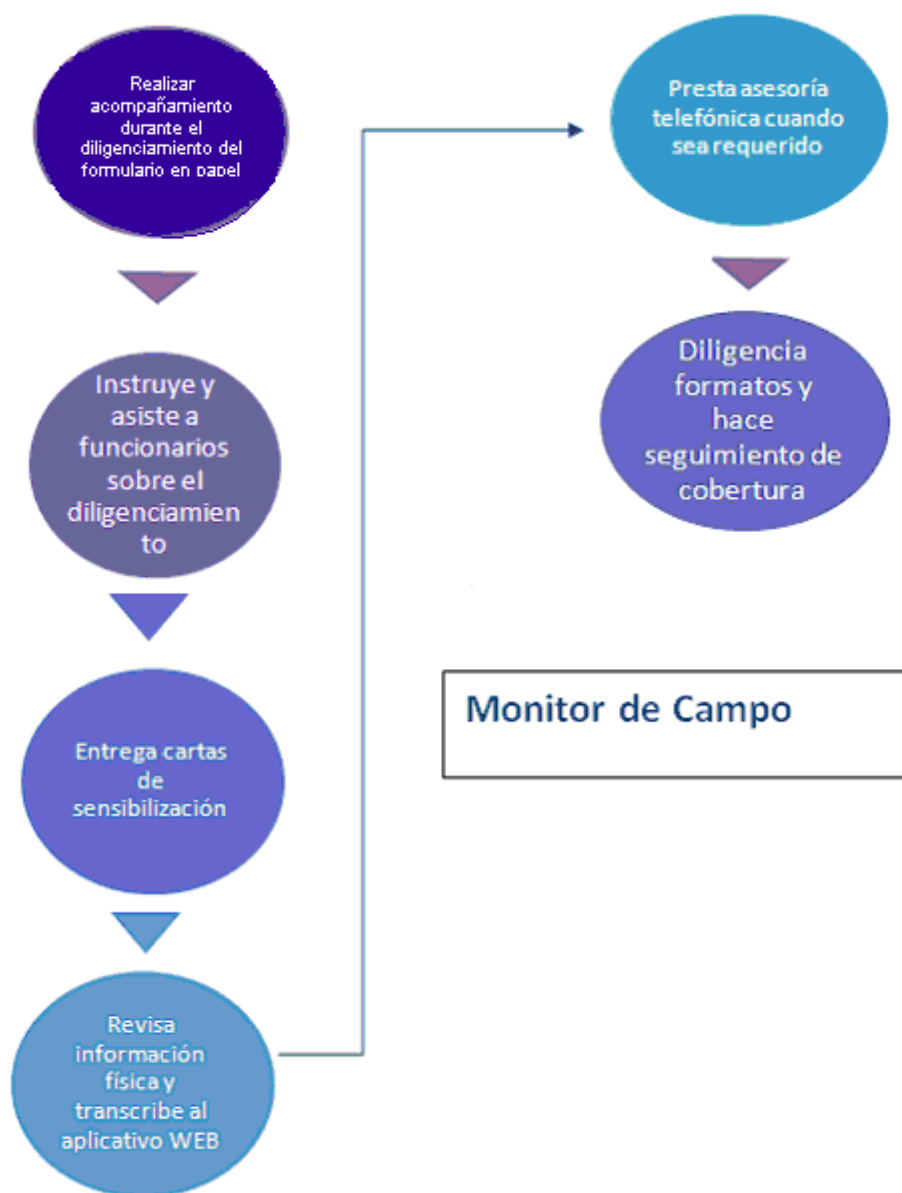 Realizar
acompañamiento
durante el
diligenciamiento del
formulario en papel
Instruye y
asiste a
funcionarios
sobre el
diligenciamien
to
Entrega cartas
de
sensibilización
Revisa
información
física y
transcribe al
aplicativo WEB
Presta asesoría
telefónica cuando
sea requerido
Diligencia
formatos y
hace
seguimiento de
cobertura
Monitor de Campo